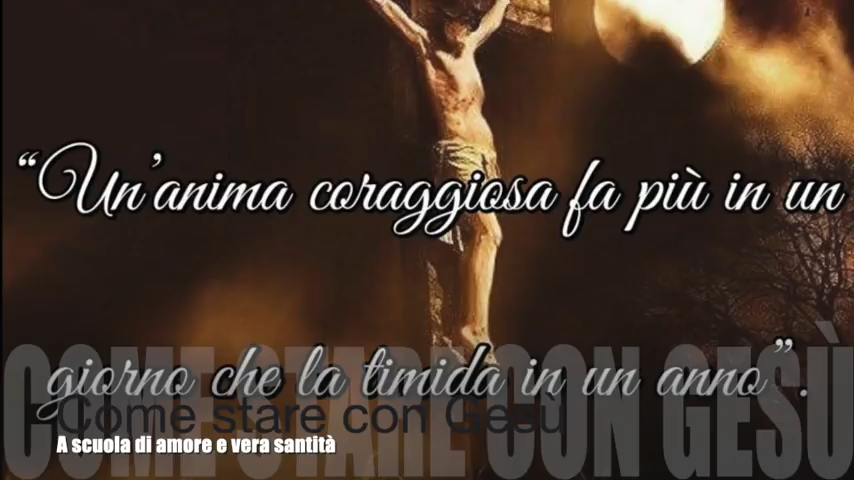 “Un’anima coraggiosa fa più in un
giorno che la timida in un anno”.
COME STARE CON GESÙ
Come stare con Gesù
A scuola di amore e vera santità